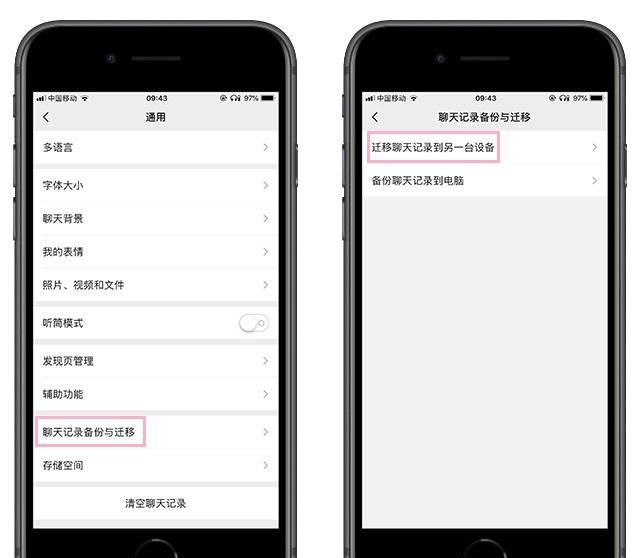 中国移动 09:43 97%
通用
多语言
字体大小
聊天背景
我的表情
照片、视频和文件
听筒模式
发现页管理
辅助功能
聊天记录备份与迁移
存储空间
清空聊天记录
中国移动 09:43 97%
聊天记录备份与迁移
迁移聊天记录到另一台设备
备份聊天记录到电脑